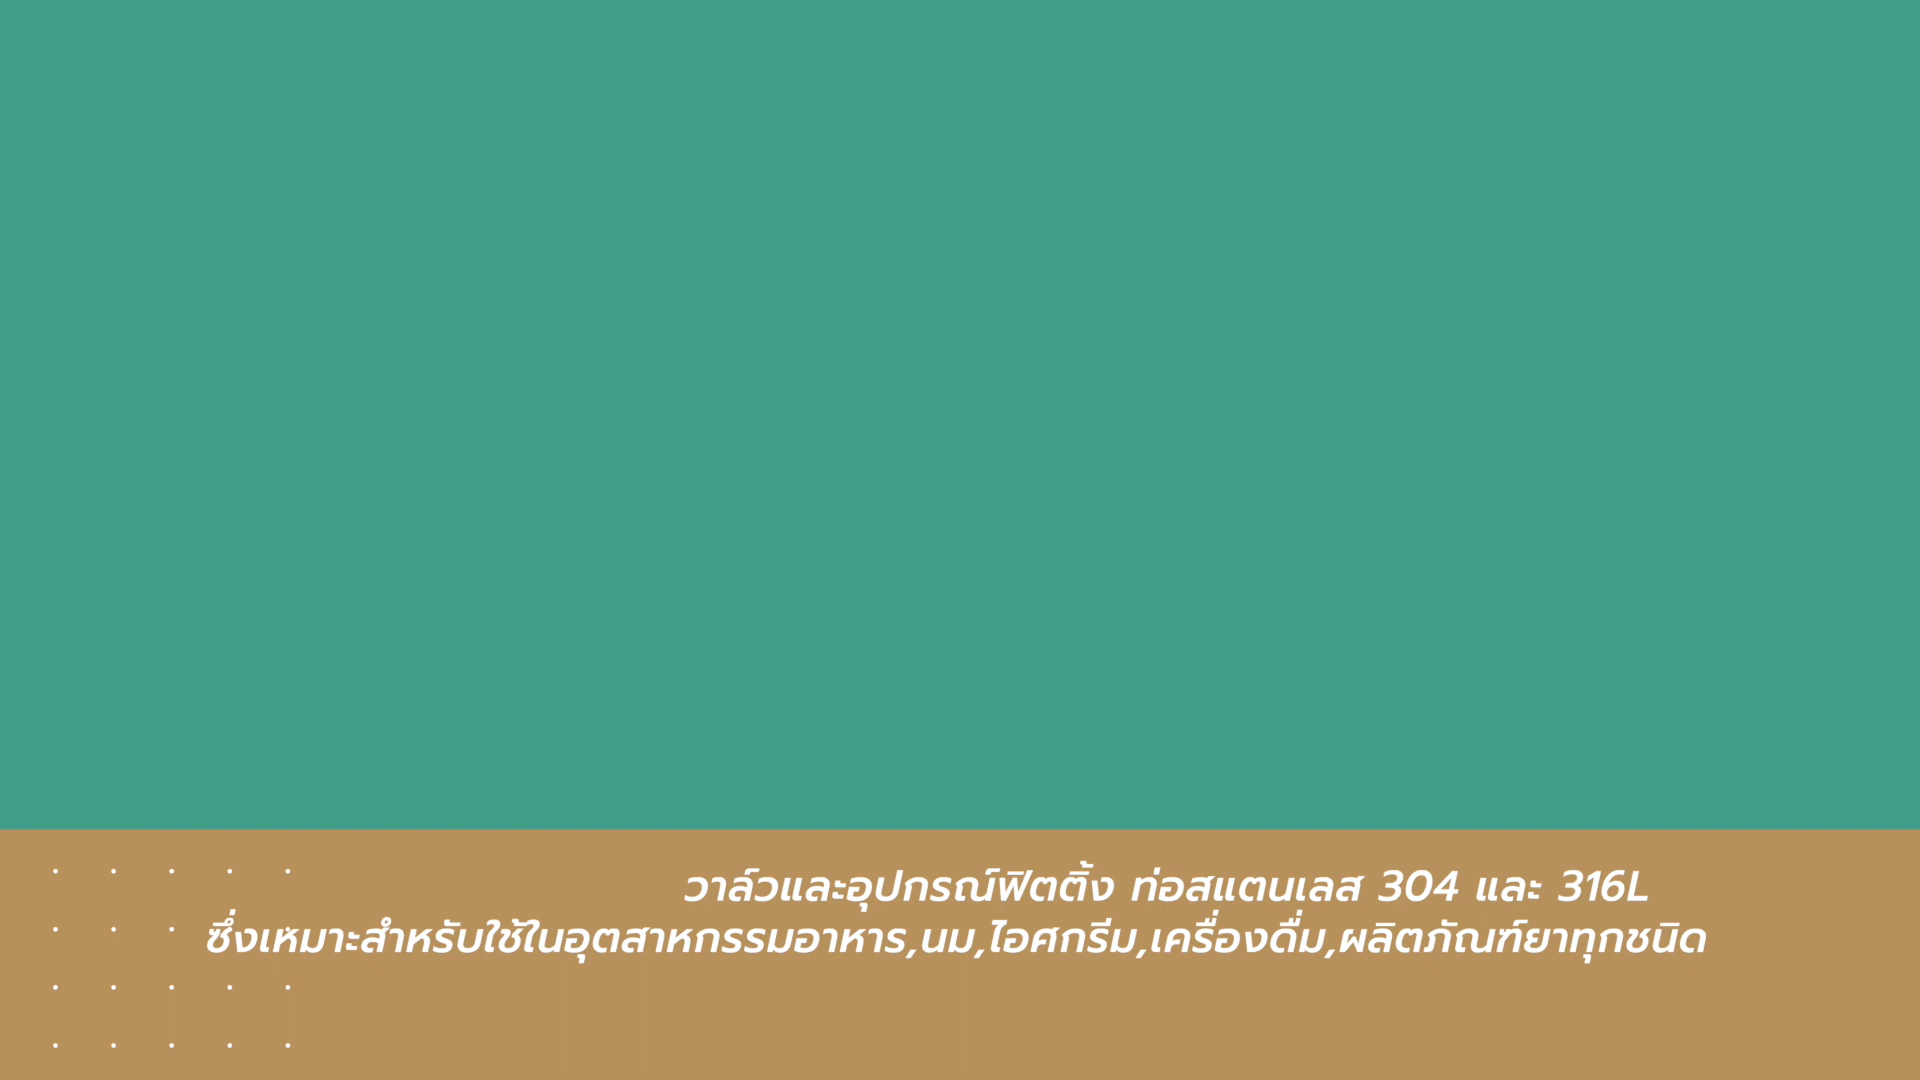 วาล์วและอุปกรณ์ฟิตติ้ง ท่อสแตนเลส 304 และ 316L
ซึ่งเหมาะสำหรับใช้ในอุตสาหกรรมอาหาร,นม,ไอศกรีม,เครื่องดื่ม,ผลิตภัณฑ์ยาทุกชนิด